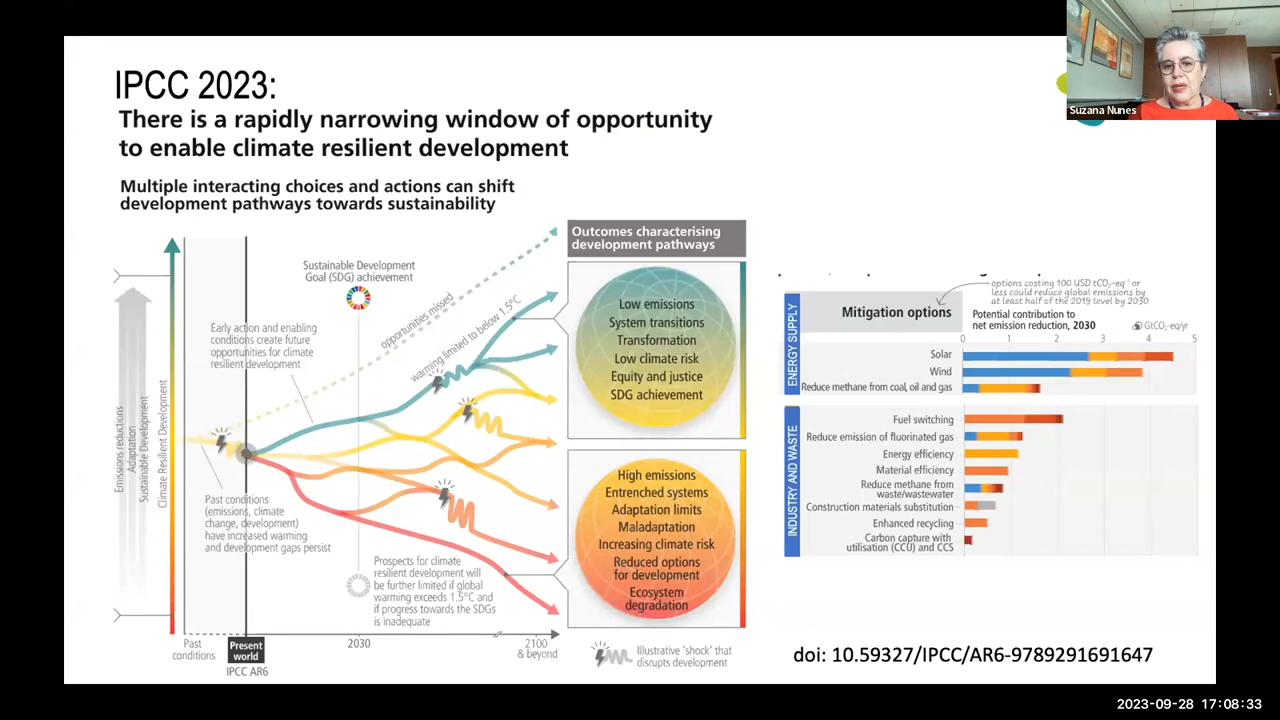 IPCC 2023:
There is a rapidly narrowing window of opportunity
to enable climate resilient development
Multiple interacting choices and actions can shift
development pathways towards sustainability
Suzana Nunes
Outcomes characterising
development pathways
Sustainable Development
Goal (SDG) achievement
opportunities missed
warming limited to below 1.5°C
Early action and enabling
conditions create future
opportunities for climate
resilient development
Low emissions
System transitions
Transformation
Low climate risk
Equity and justice
SDG achievement
Emissions reductions
Adaptation
Sustainable Development
Climate Resilient Development
Past conditions
(emissions, climate
change, development)
have increased warming
and development gaps persist
High emissions
Entrenched systems
Adaptation limits
Maladaptation
Increasing climate risk
Reduced options
for development
Ecosystem
degradation
Prospects for climate
resilient development will
be further limited if global
warming exceeds 1.5°C and
if progress towards the SDGs
is inadequate
Past
conditions
Present
world
IPCC AR6
2030
2100
& beyond
Illustrative 'shock' that
disrupts development
options costing 100 USD tCO₂-eq⁻¹ or
less could reduce global emissions by
at least half of the 2019 level by 2030
Mitigation options
Potential contribution to
net emission reduction, 2030
GtCO₂-eq/yr
0 1 2 3 4 5
ENERGY SUPPLY
Solar
Wind
Reduce methane from coal, oil and gas
INDUSTRY AND WASTE
Fuel switching
Reduce emission of fluorinated gas
Energy efficiency
Material efficiency
Reduce methane from
waste/wastewater
Construction materials substitution
Enhanced recycling
Carbon capture with
utilisation (CCU) and CCS
doi: 10.59327/IPCC/AR6-9789291691647
2023-09-28 17:08:33